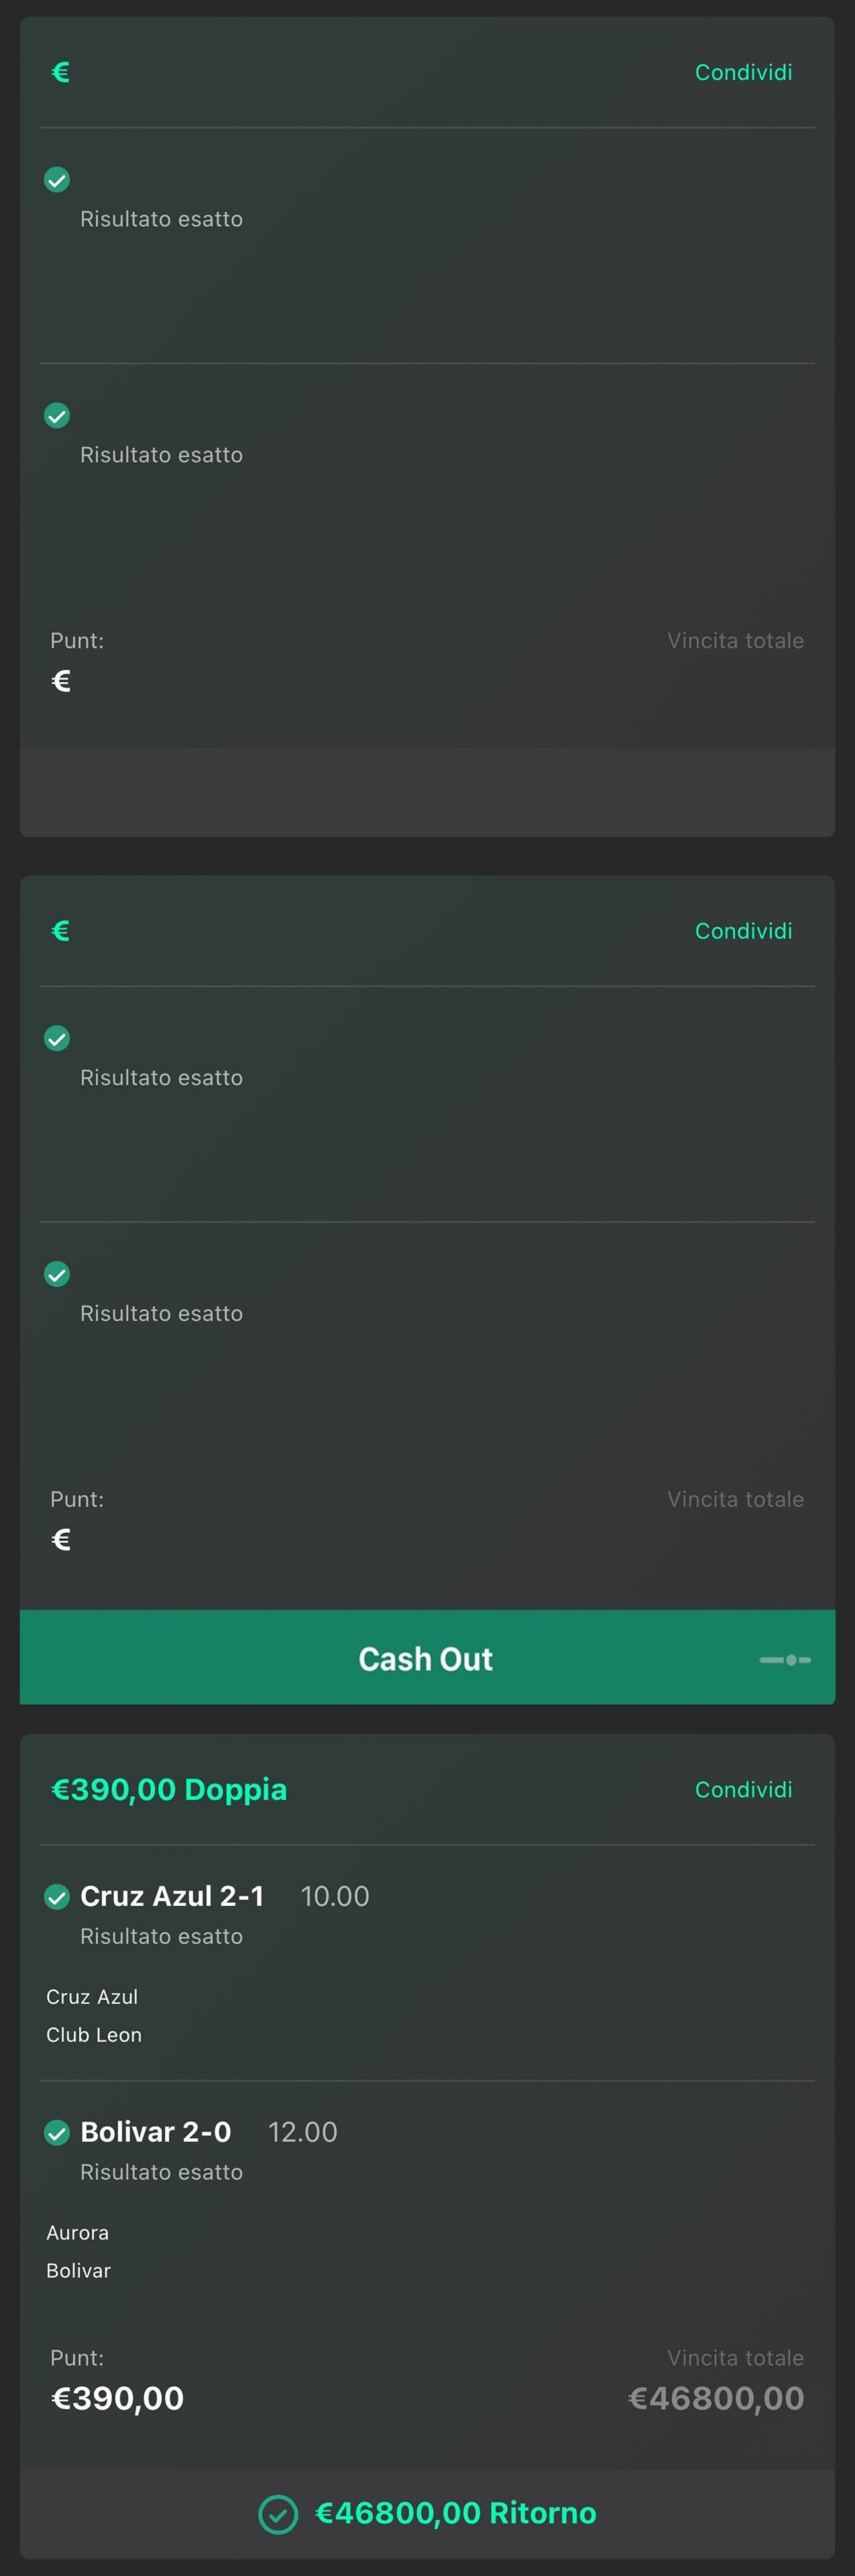 € Condividi
Risultato esatto
Risultato esatto
Punt: Vincita totale
€
€ Condividi
Risultato esatto
Risultato esatto
Punt: Vincita totale
€
Cash Out
€390,00 Doppia Condividi
Cruz Azul 2-1 10.00
Risultato esatto
Cruz Azul
Club Leon
Bolivar 2-0 12.00
Risultato esatto
Aurora
Bolivar
Punt: Vincita totale
€390,00 €46800,00
€46800,00 Ritorno